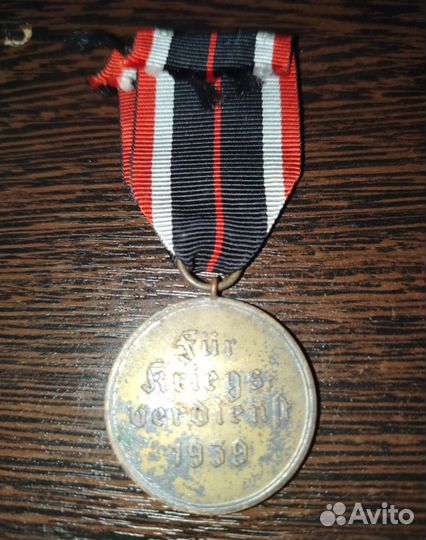 Für
Kriegs-
verdienst
1939
Avito